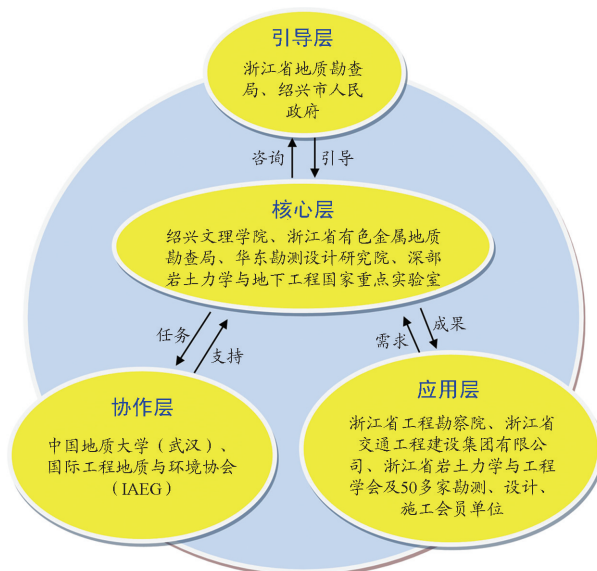 引导层
浙江省地质勘查
局、绍兴市人民
政府
咨询
引导
核心层
绍兴文理学院、浙江省有色金属地质
勘查局、华东勘测设计研究院、深部
岩土力学与地下工程国家重点实验室
任务
支持
需求
成果
协作层
中国地质大学（武汉）、
国际工程地质与环境协会
（IAEG）
应用层
浙江省工程勘察院、浙江省
交通工程建设集团有限公
司、浙江省岩土力学与工程
学会及50多家勘测、设计、
施工会员单位